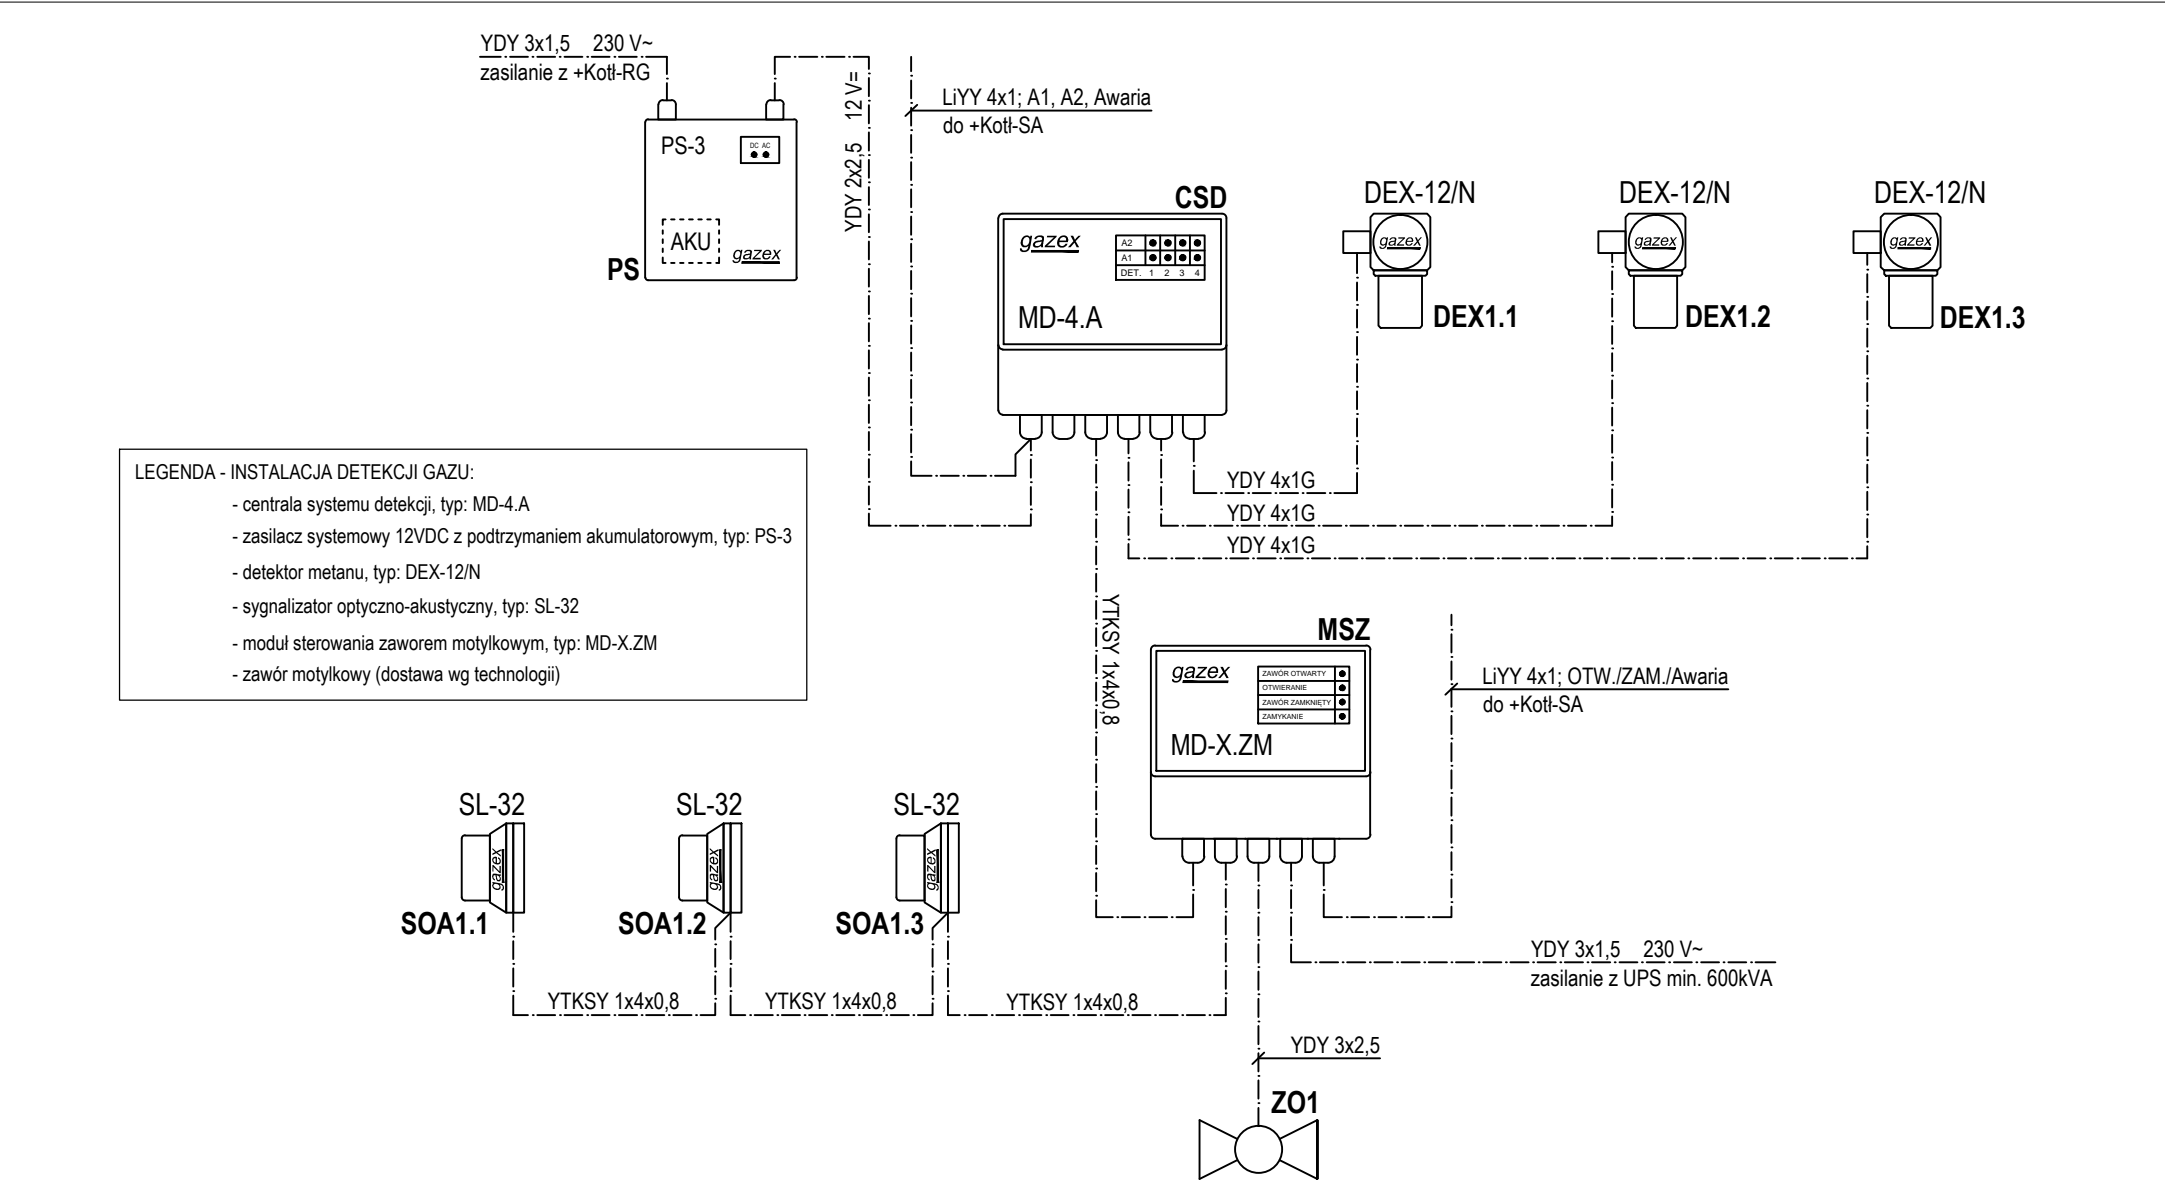 YDY 3x1,5 230 V~
zasilanie z +Kotł-RG
PS-3
DC AC
AKU
gazex
PS
YDY 2x2,5 12 V=
LiYY 4x1; A1, A2, Awaria
do +Kotł-SA
CSD
gazex
A2
A1
DET. 1 2 3 4
MD-4.A
DEX-12/N
gazex
DEX1.1
DEX-12/N
gazex
DEX1.2
DEX-12/N
gazex
DEX1.3
YDY 4x1G
YDY 4x1G
YDY 4x1G
LEGENDA - INSTALACJA DETEKCJI GAZU:
- centrala systemu detekcji, typ: MD-4.A
- zasilacz systemowy 12VDC z podtrzymaniem akumulatorowym, typ: PS-3
- detektor metanu, typ: DEX-12/N
- sygnalizator optyczno-akustyczny, typ: SL-32
- moduł sterowania zaworem motylkowym, typ: MD-X.ZM
- zawór motylkowy (dostawa wg technologii)
YTKSY 1x4x0,8
MSZ
gazex
ZAWÓR OTWARTY
OTWIERANIE
ZAWÓR ZAMKNIĘTY
ZAMYKANIE
MD-X.ZM
LiYY 4x1; OTW./ZAM./Awaria
do +Kotł-SA
SL-32
gazex
SOA1.1
SL-32
gazex
SOA1.2
SL-32
gazex
SOA1.3
YTKSY 1x4x0,8
YTKSY 1x4x0,8
YTKSY 1x4x0,8
YDY 3x1,5 230 V~
zasilanie z UPS min. 600kVA
YDY 3x2,5
ZO1